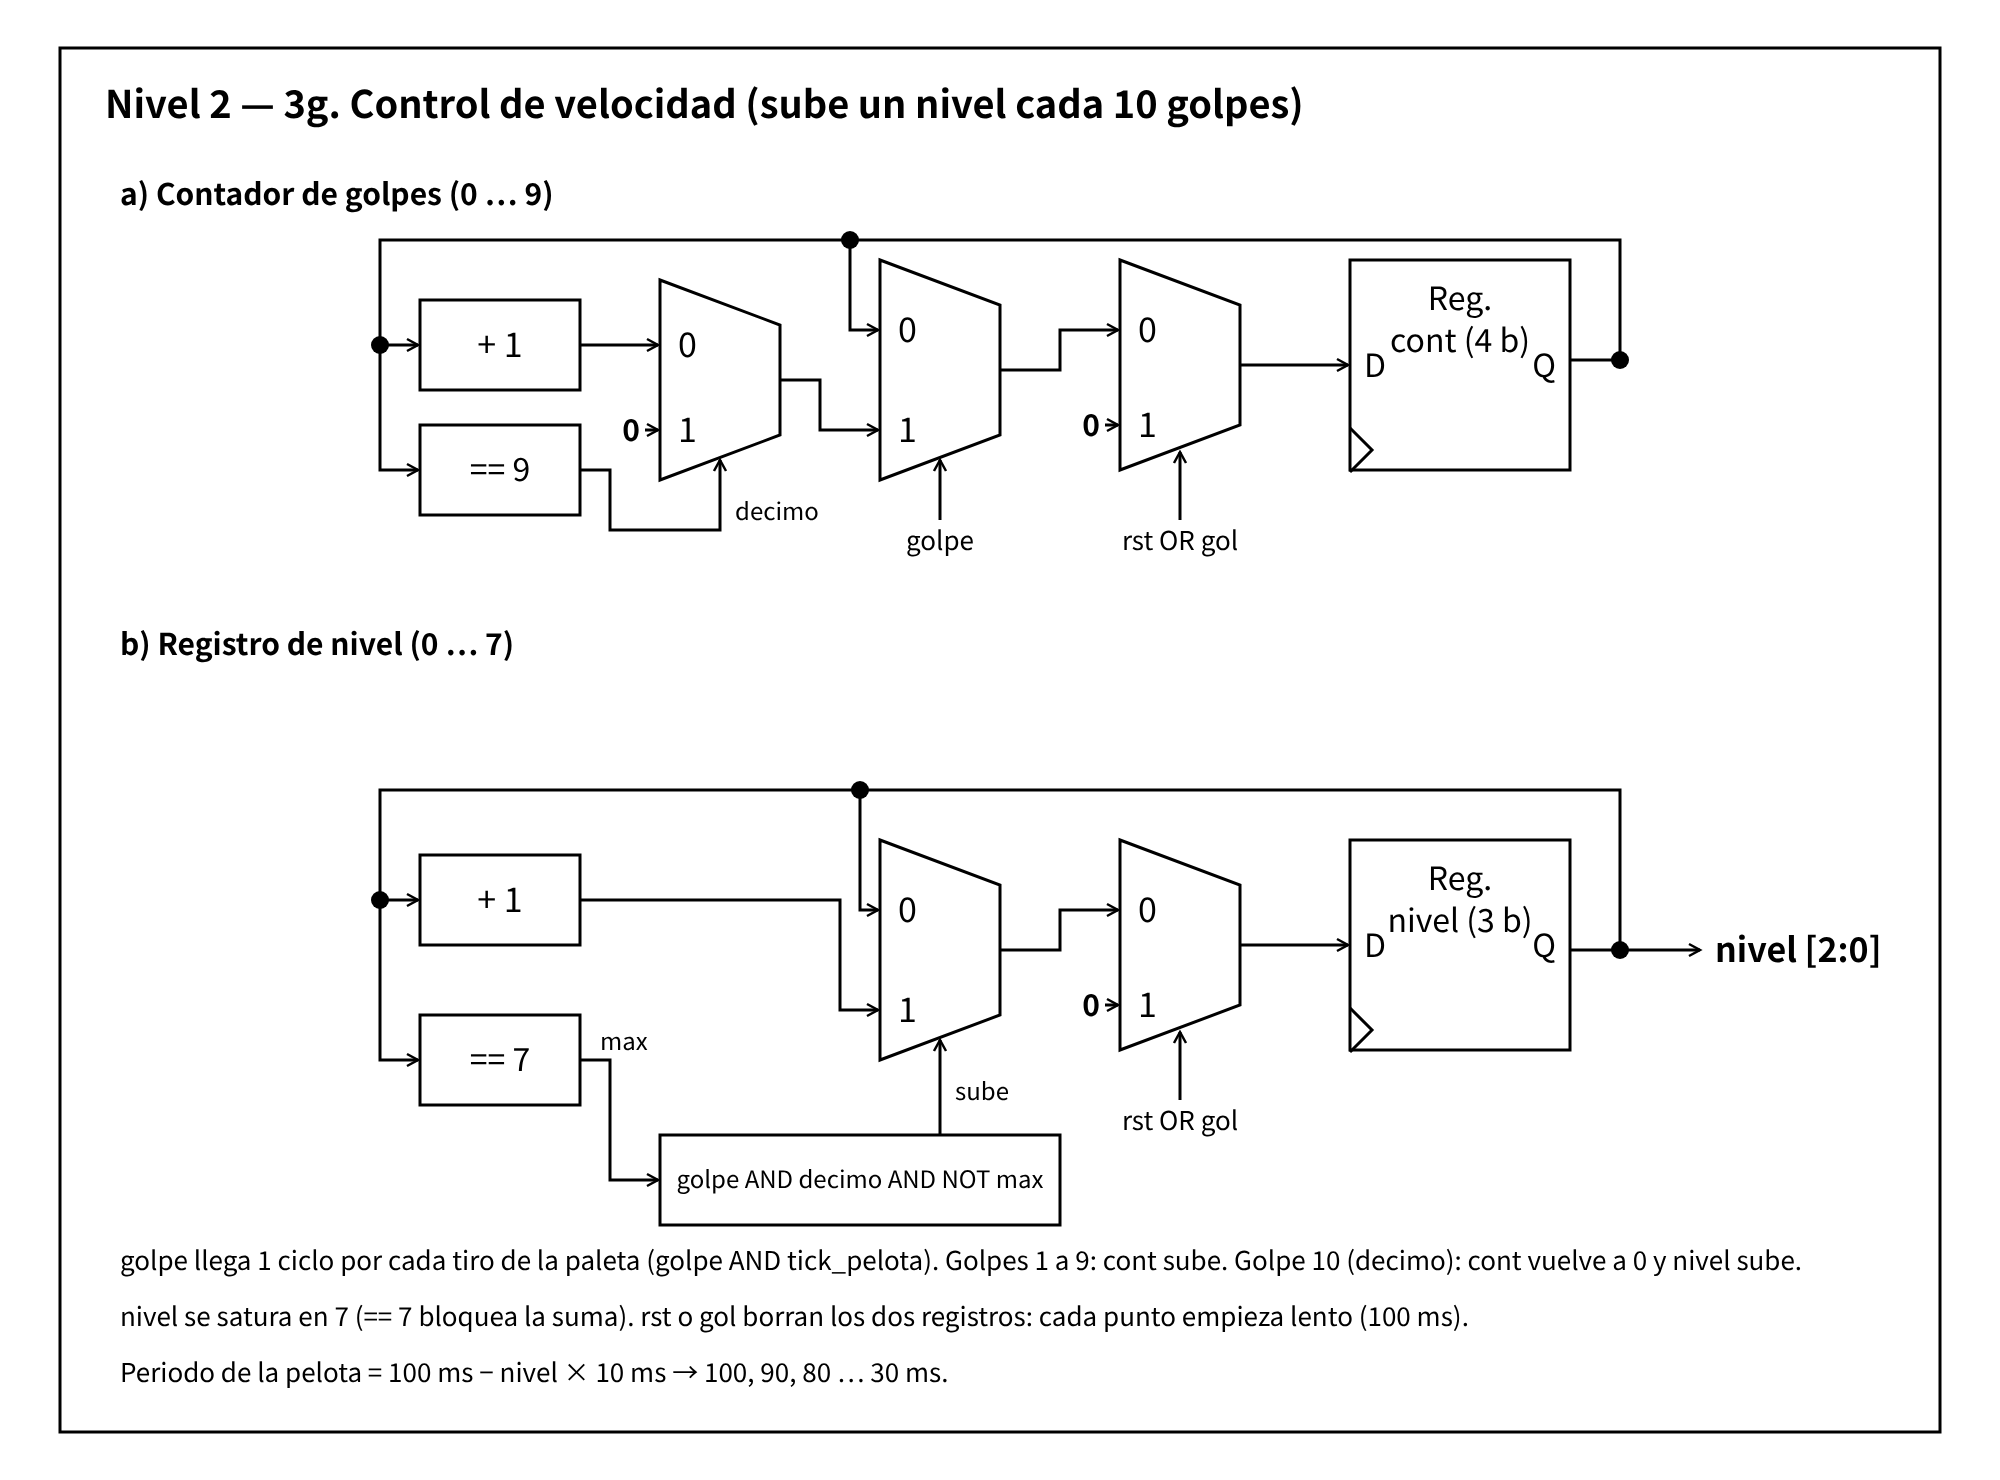 Nivel 2 — 3g. Control de velocidad (sube un nivel cada 10 golpes)
a) Contador de golpes (0 … 9)
+ 1
== 9
0
0
1
decimo
0
1
golpe
0
0
1
rst OR gol
Reg.
cont (4 b)
D
Q
b) Registro de nivel (0 … 7)
+ 1
== 7
max
0
1
sube
golpe AND decimo AND NOT max
0
0
1
rst OR gol
Reg.
nivel (3 b)
D
Q
nivel [2:0]
golpe llega 1 ciclo por cada tiro de la paleta (golpe AND tick_pelota). Golpes 1 a 9: cont sube. Golpe 10 (decimo): cont vuelve a 0 y nivel sube.
nivel se satura en 7 (== 7 bloquea la suma). rst o gol borran los dos registros: cada punto empieza lento (100 ms).
Periodo de la pelota = 100 ms − nivel × 10 ms → 100, 90, 80 … 30 ms.